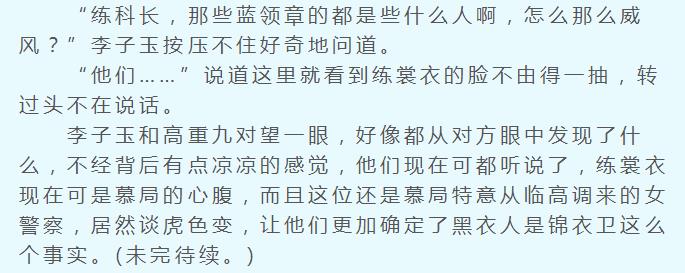 “练科长，那些蓝领章的都是些什么人啊，怎么那么威
风？”李子玉按压不住好奇地问道。
“他们……”说道这里就看到练裳衣的脸不由得一抽，转
过头不在说话。
李子玉和高重九对望一眼，好像都从对方眼中发现了什
么，不经背后有点凉凉的感觉，他们现在可都听说了，练裳衣
现在可是慕局的心腹，而且这位还是慕局特意从临高调来的女
警察，居然谈虎色变，让他们更加确定了黑衣人是锦衣卫这么
个事实。(未完待续。)